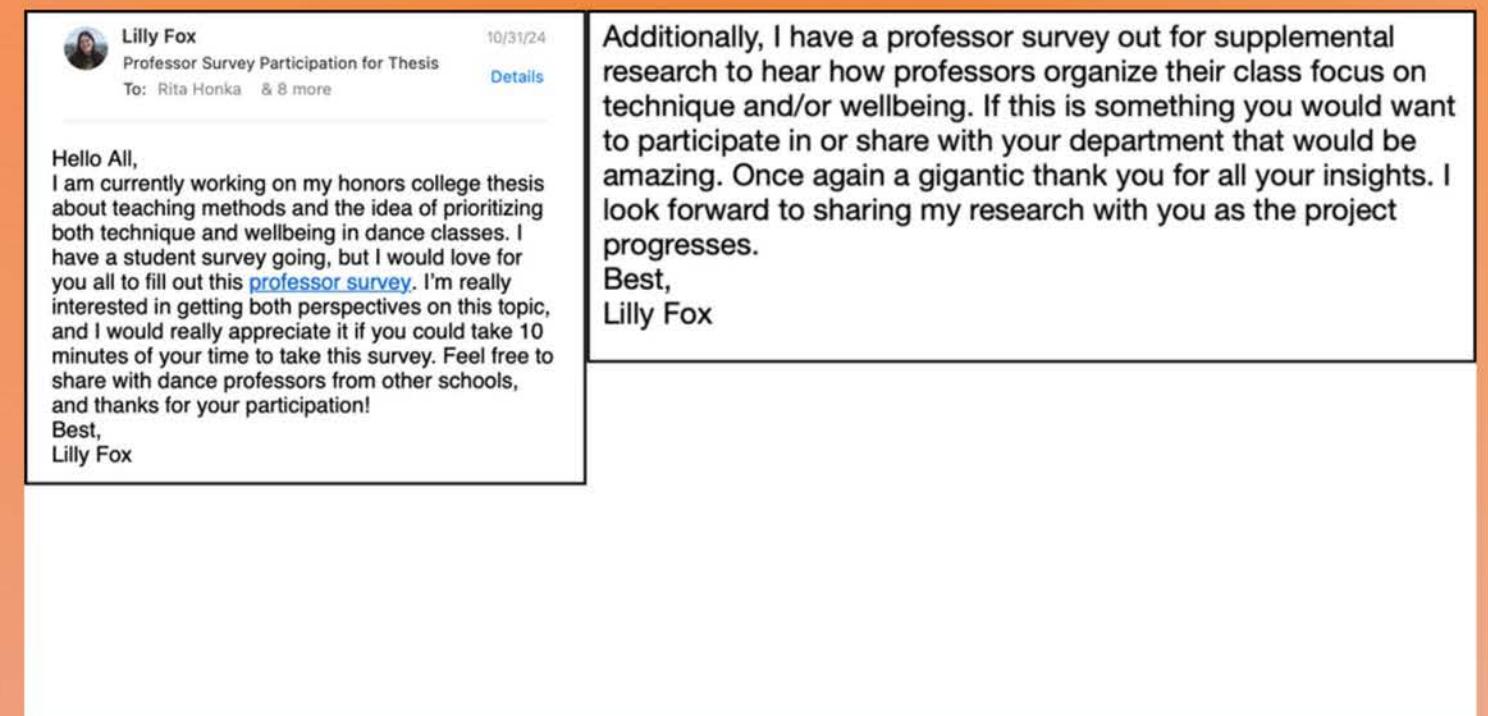 Lilly Fox
10/31/24
Professor Survey Participation for Thesis
Details
To: Rita Honka & 8 more
Hello All,
I am currently working on my honors college thesis
about teaching methods and the idea of prioritizing
both technique and wellbeing in dance classes. I
have a student survey going, but I would love for
you all to fill out this professor survey. I'm really
interested in getting both perspectives on this topic,
and I would really appreciate it if you could take 10
minutes of your time to take this survey. Feel free to
share with dance professors from other schools,
and thanks for your participation!
Best,
Lilly Fox
Additionally, I have a professor survey out for supplemental
research to hear how professors organize their class focus on
technique and/or wellbeing. If this is something you would want
to participate in or share with your department that would be
amazing. Once again a gigantic thank you for all your insights. I
look forward to sharing my research with you as the project
progresses.
Best,
Lilly Fox